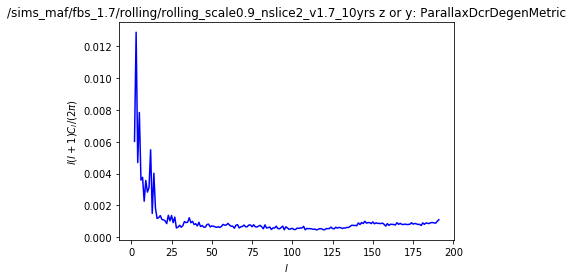 /sims_maf/fbs_1.7/rolling/rolling_scale0.9_nslice2_v1.7_10yrs z or y: ParallaxDcrDegenMetric
0.012
0.010
0.008
0.006
0.004
0.002
0.000
l(l + 1)Cₗ/(2π)
0 25 50 75 100 125 150 175 200
l